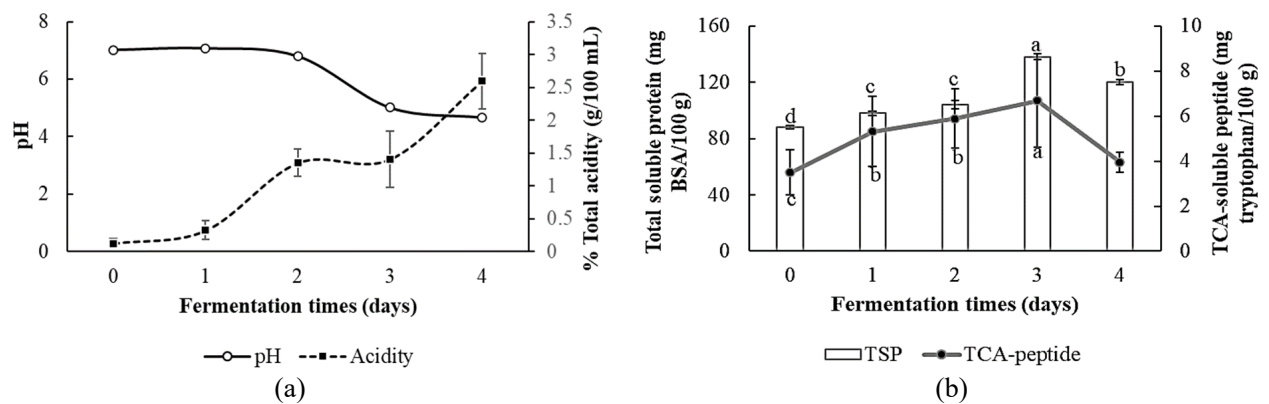 8
6
4
2
0
pH
3.5
3
2.5
2
1.5
1
0.5
0
% Total acidity (g/100 mL)
0 1 2 3 4
Fermentation times (days)
pH Acidity
(a)
160
120
80
40
0
Total soluble protein (mg
BSA/100 g)
10
8
6
4
2
0
TCA-soluble peptide (mg
tryptophan/100 g)
d c c a b
c b b a
0 1 2 3 4
Fermentation times (days)
TSP TCA-peptide
(b)